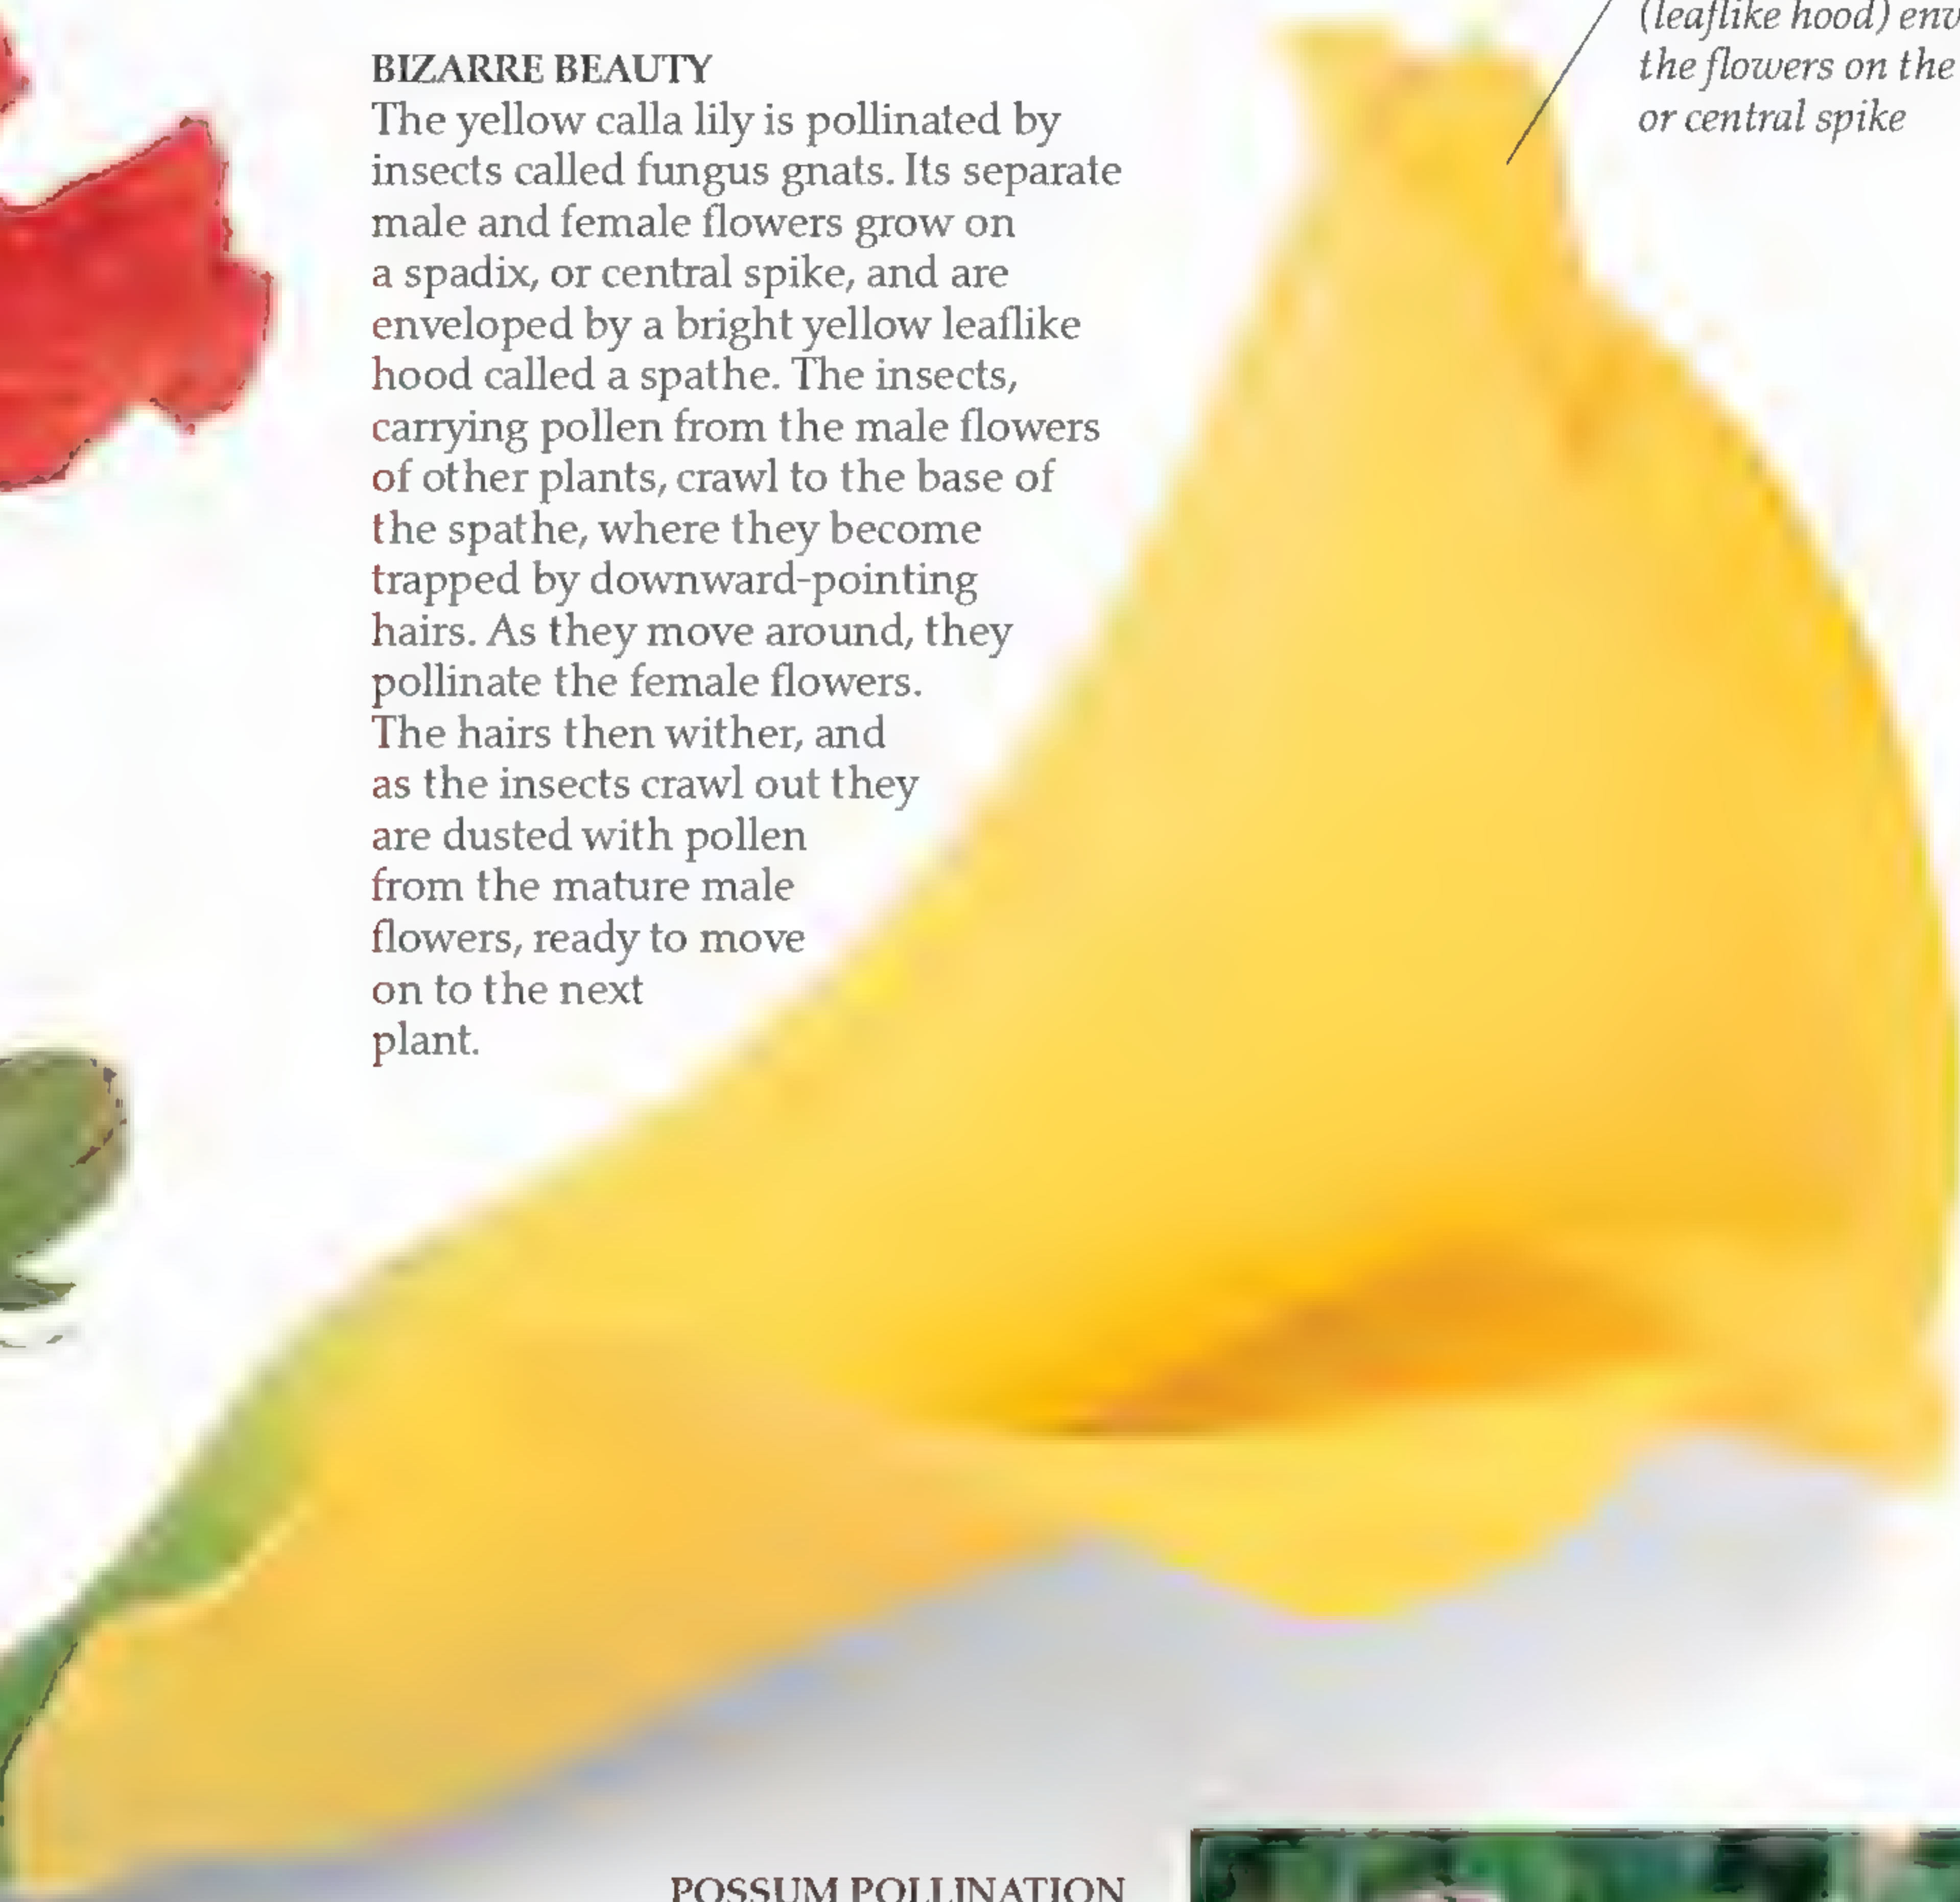 BIZARRE BEAUTY
The yellow calla lily is pollinated by
insects called fungus gnats. Its separate
male and female flowers grow on
a spadix, or central spike, and are
enveloped by a bright yellow leaflike
hood called a spathe. The insects,
carrying pollen from the male flowers
of other plants, crawl to the base of
the spathe, where they become
trapped by downward-pointing
hairs. As they move around, they
pollinate the female flowers.
The hairs then wither, and
as the insects crawl out they
are dusted with pollen
from the mature male
flowers, ready to move
on to the next
plant.
(leaflike hood)
the flowers on the
or central spike
POSSUM POLLINATION